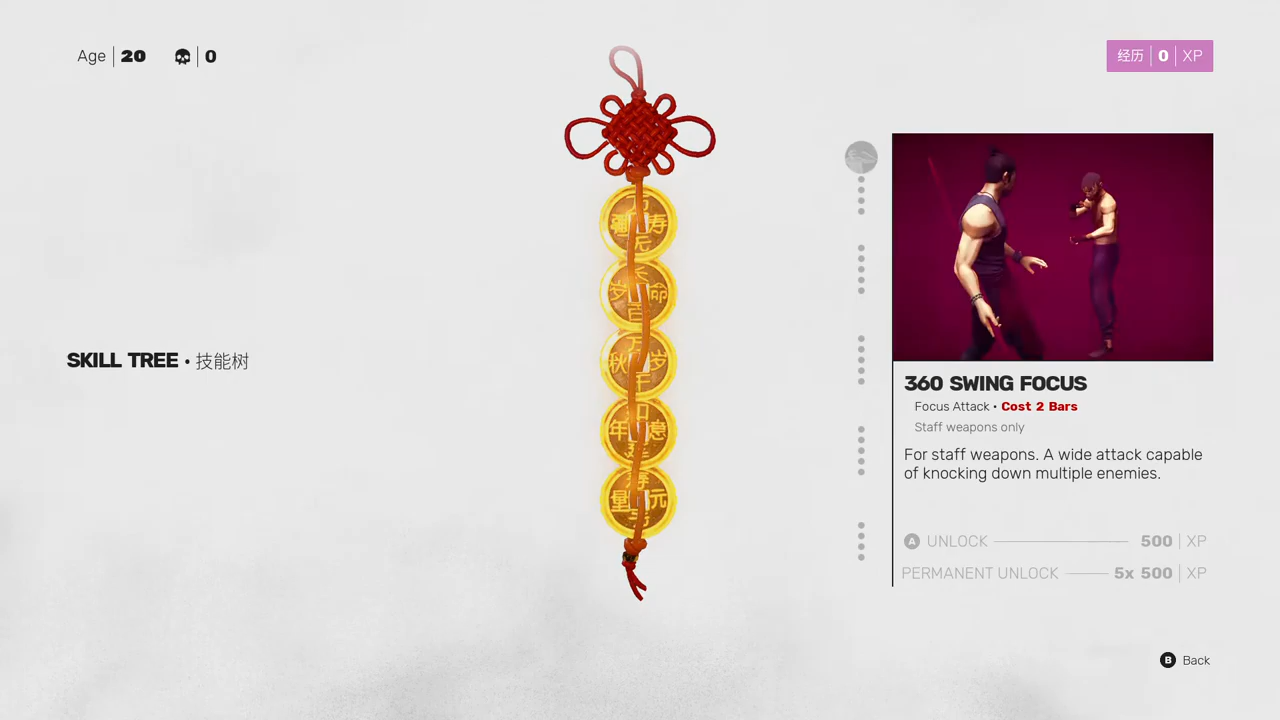 Age 20 0
经历 0 XP
SKILL TREE • 技能树
360 SWING FOCUS
Focus Attack • Cost 2 Bars
Staff weapons only
For staff weapons. A wide attack capable
of knocking down multiple enemies.
A UNLOCK 500 XP
PERMANENT UNLOCK 5x 500 XP
B Back